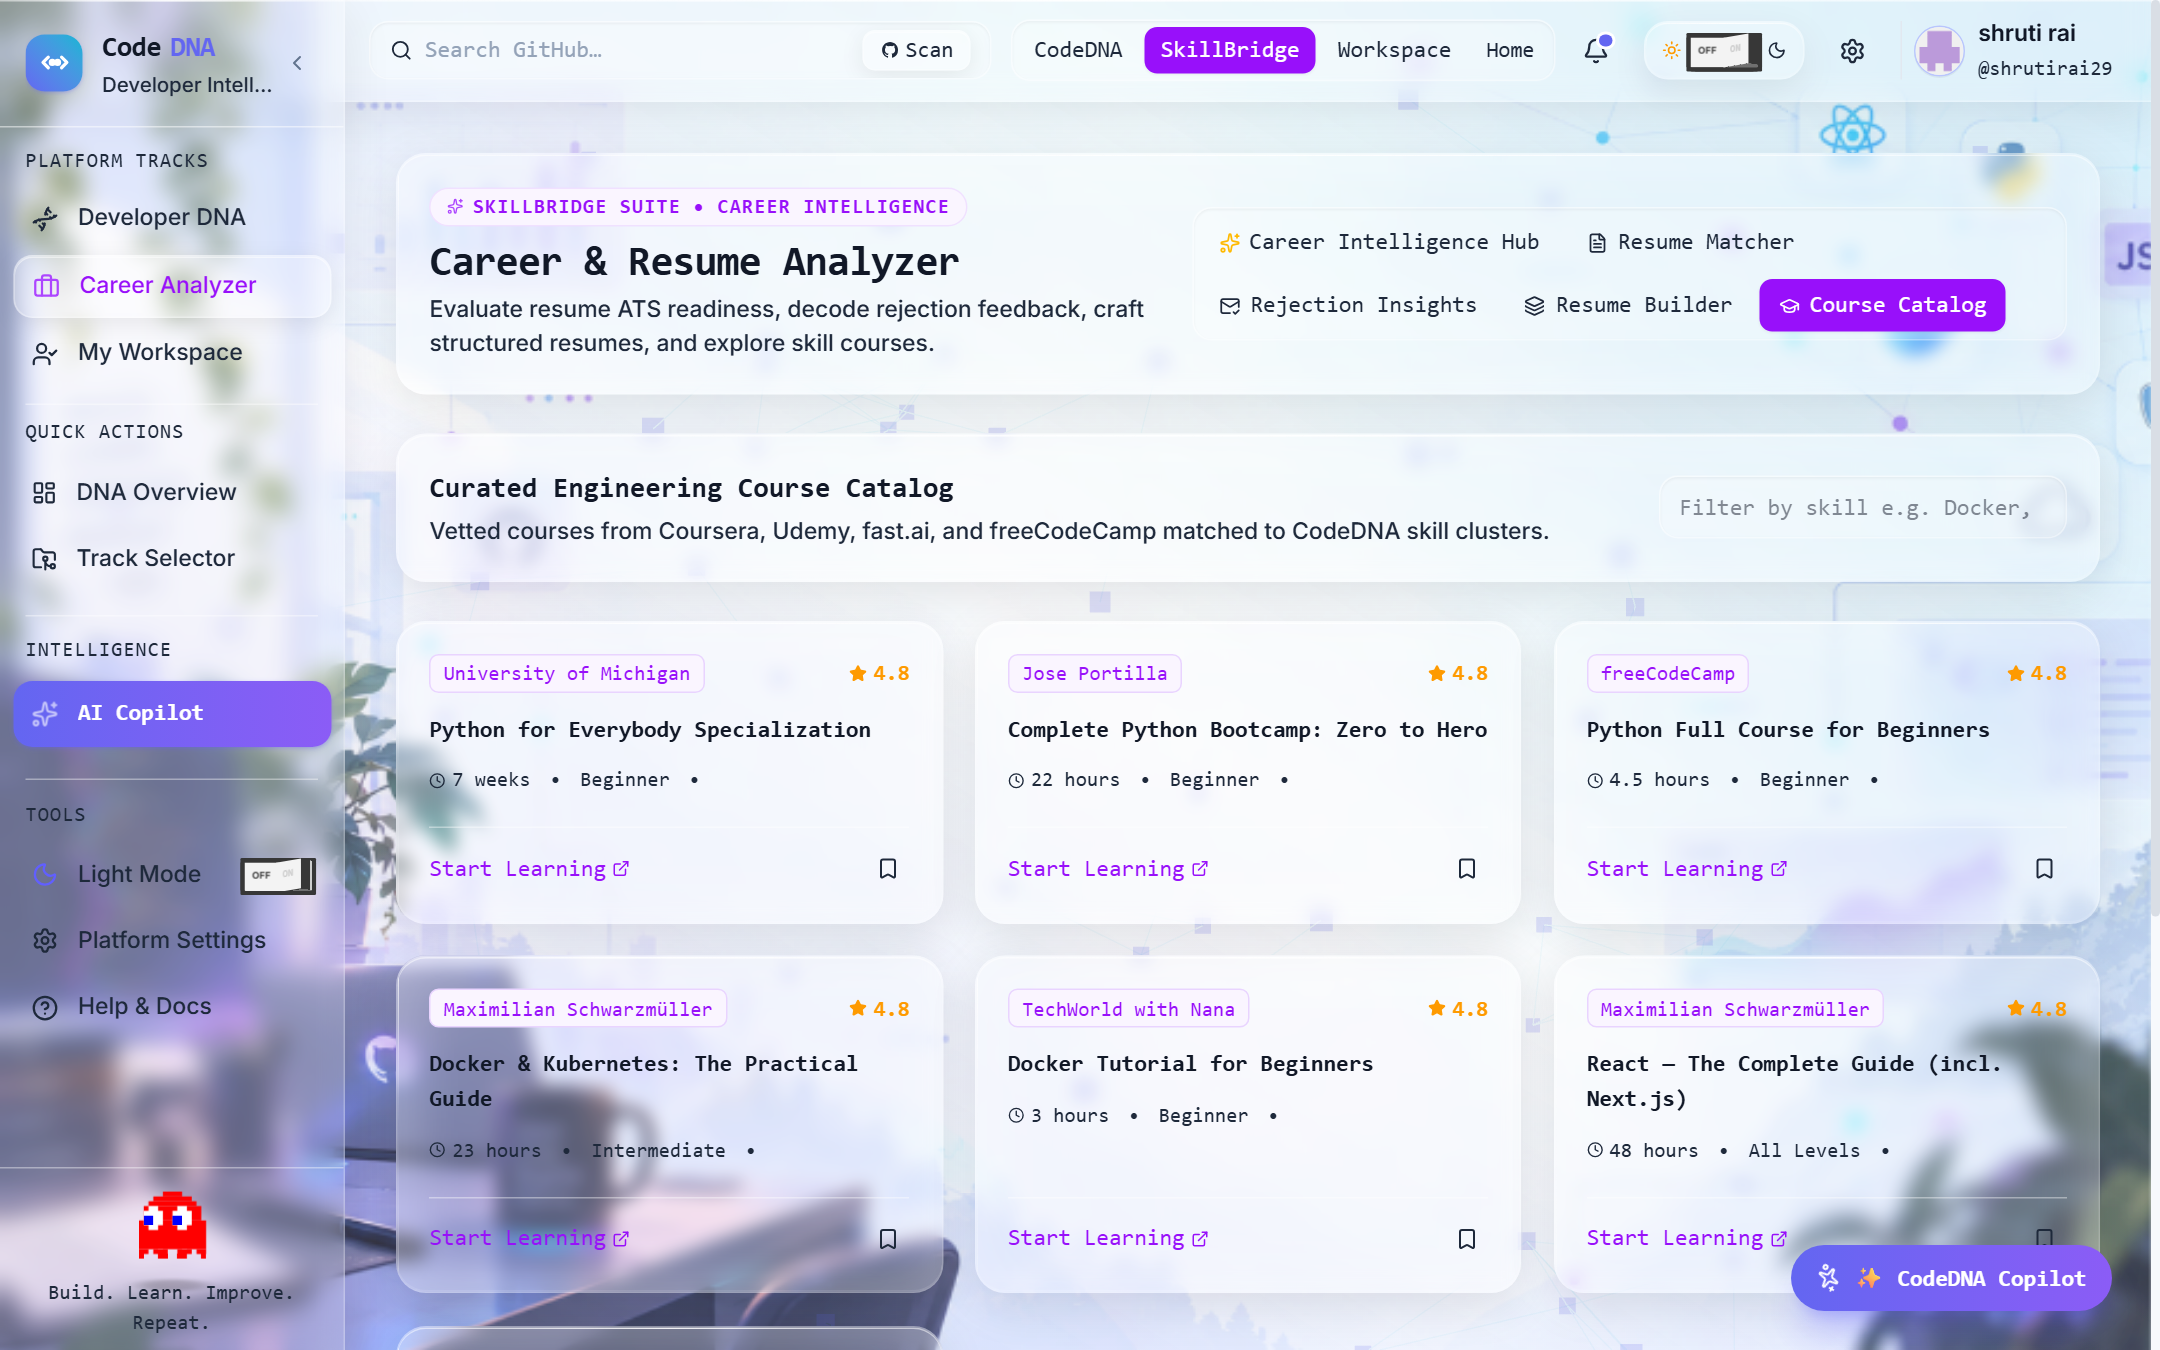 Code DNA
Developer Intell...
PLATFORM TRACKS
Developer DNA
Career Analyzer
My Workspace
QUICK ACTIONS
DNA Overview
Track Selector
INTELLIGENCE
AI Copilot
TOOLS
Light Mode
OFF ON
Platform Settings
Help & Docs
Build. Learn. Improve.
Repeat.
Search GitHub…
Scan
CodeDNA
SkillBridge
Workspace
Home
OFF ON
shruti rai
@shrutirai29
SKILLBRIDGE SUITE • CAREER INTELLIGENCE
Career & Resume Analyzer
Evaluate resume ATS readiness, decode rejection feedback, craft
structured resumes, and explore skill courses.
Career Intelligence Hub
Resume Matcher
Rejection Insights
Resume Builder
Course Catalog
JS
Curated Engineering Course Catalog
Vetted courses from Coursera, Udemy, fast.ai, and freeCodeCamp matched to CodeDNA skill clusters.
Filter by skill e.g. Docker,
University of Michigan
4.8
Python for Everybody Specialization
7 weeks • Beginner •
Start Learning
Jose Portilla
4.8
Complete Python Bootcamp: Zero to Hero
22 hours • Beginner •
Start Learning
freeCodeCamp
4.8
Python Full Course for Beginners
4.5 hours • Beginner •
Start Learning
Maximilian Schwarzmüller
4.8
Docker & Kubernetes: The Practical
Guide
23 hours • Intermediate •
Start Learning
TechWorld with Nana
4.8
Docker Tutorial for Beginners
3 hours • Beginner •
Start Learning
Maximilian Schwarzmüller
4.8
React — The Complete Guide (incl.
Next.js)
48 hours • All Levels •
Start Learning
CodeDNA Copilot